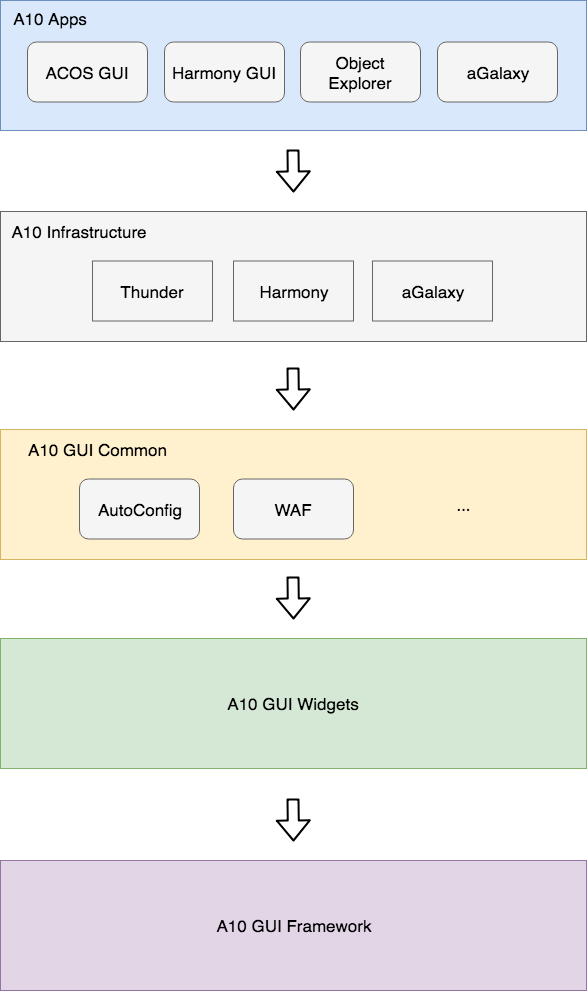 A10 Apps
ACOS GUI
Harmony GUI
Object
Explorer
aGalaxy
A10 Infrastructure
Thunder
Harmony
aGalaxy
A10 GUI Common
AutoConfig
WAF
...
A10 GUI Widgets
A10 GUI Framework